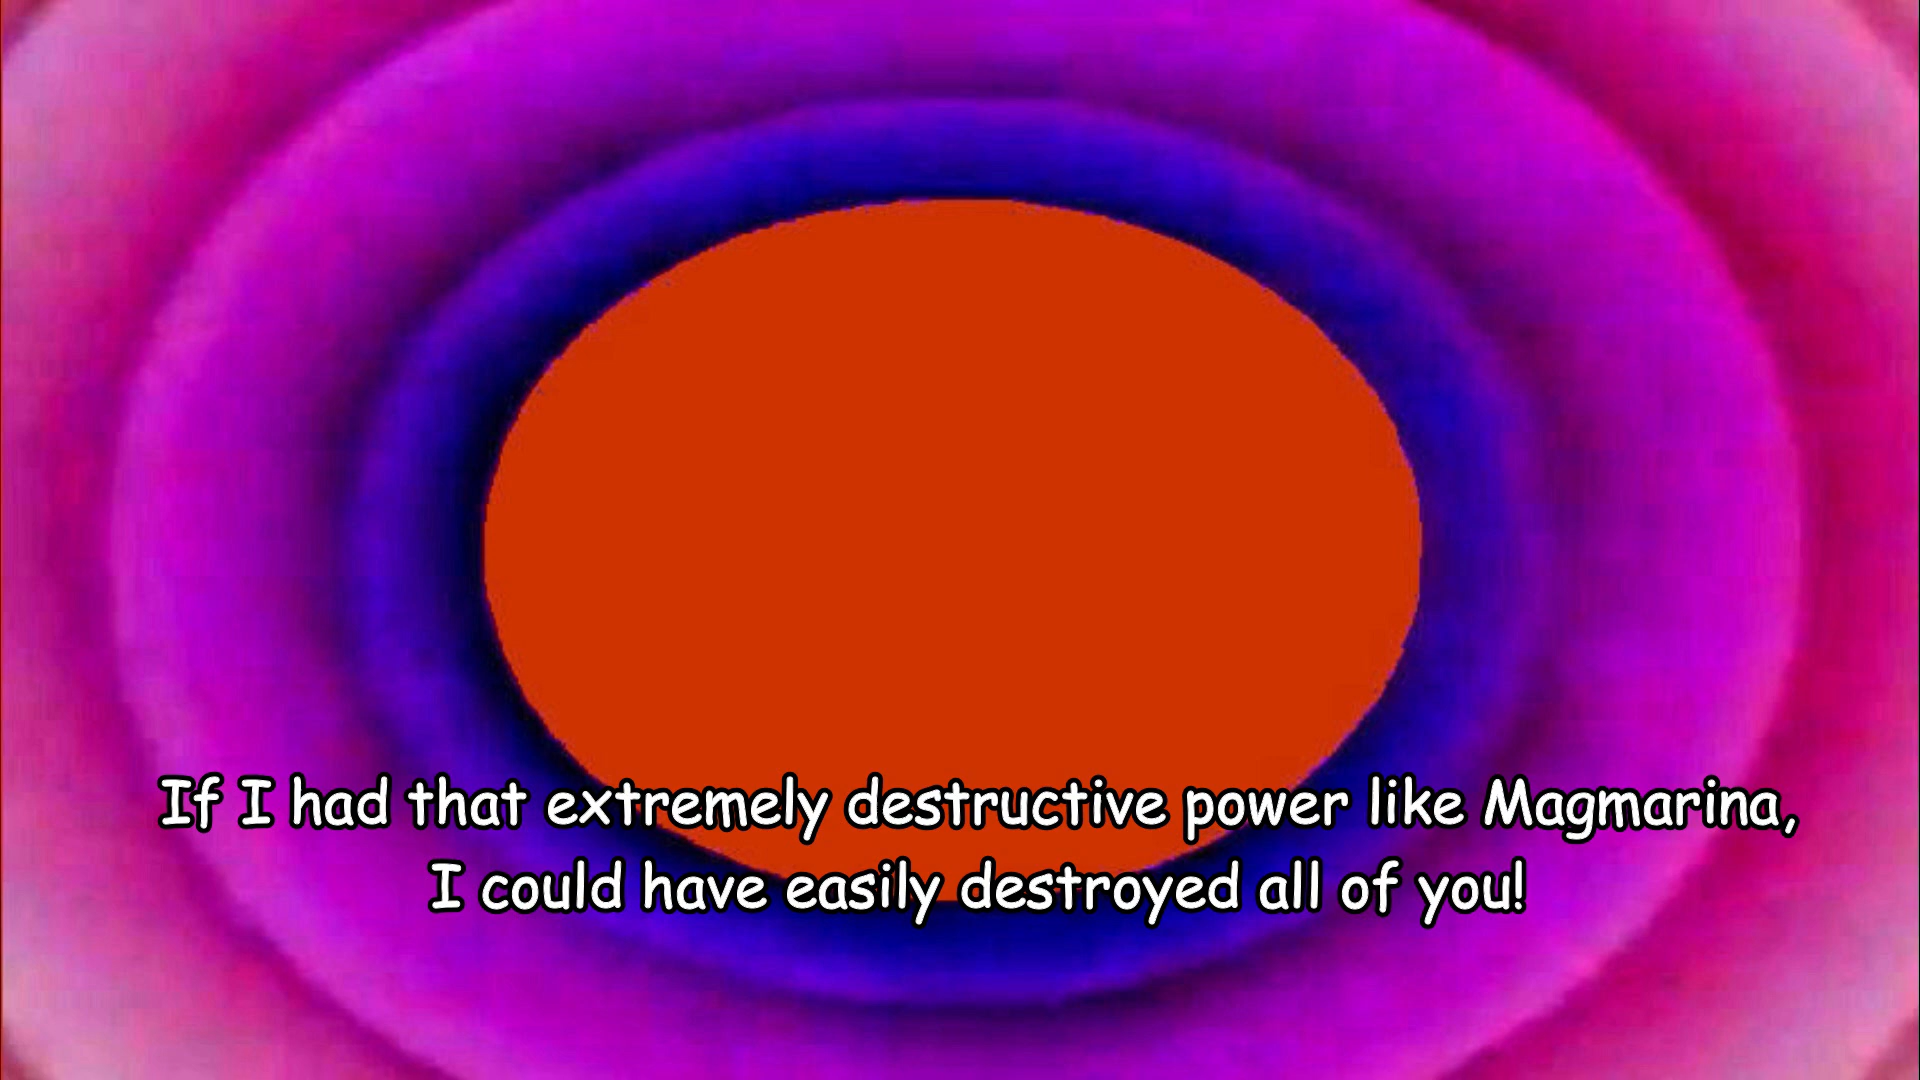 If I had that extremely destructive power like Magmarina,
I could have easily destroyed all of you!